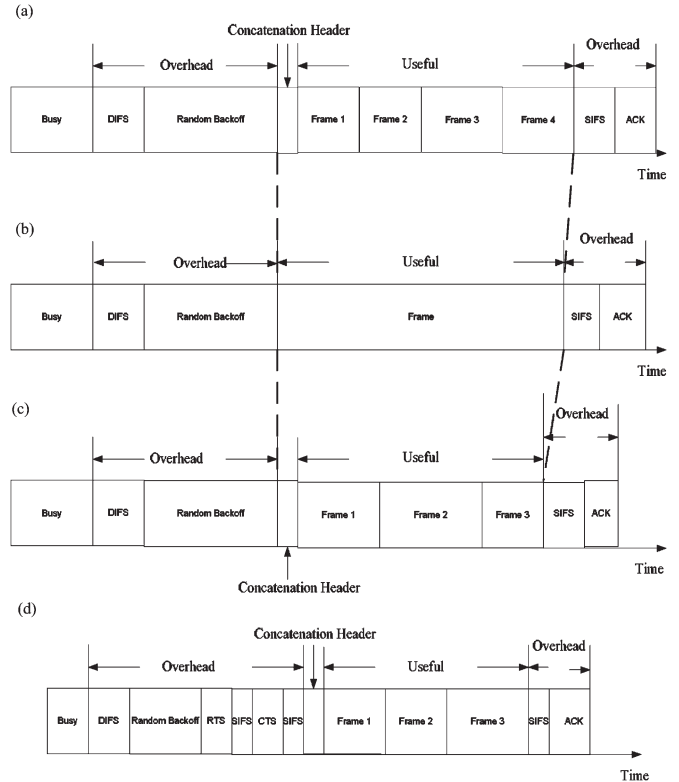 (a)
Concatenation Header
Overhead
Overhead
Useful
Busy
DIFS
Random Backoff
Frame 1
Frame 2
Frame 3
Frame 4
SIFS
ACK
Time
(b)
Overhead
Overhead
Useful
Busy
DIFS
Random Backoff
Frame
SIFS
ACK
Time
(c)
Overhead
Overhead
Useful
Busy
DIFS
Random Backoff
Frame 1
Frame 2
Frame 3
SIFS
ACK
Time
Concatenation Header
(d)
Concatenation Header
Overhead
Overhead
Useful
Busy
DIFS
Random Backoff
RTS
SIFS
CTS
SIFS
Frame 1
Frame 2
Frame 3
SIFS
ACK
Time